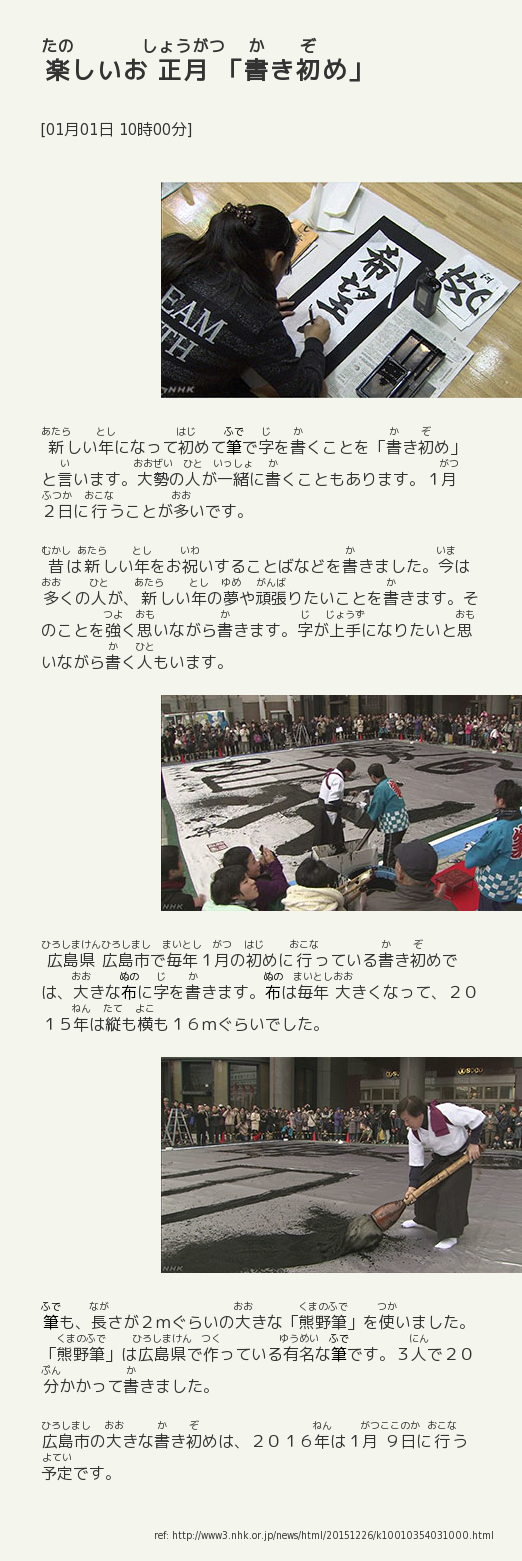 楽しいお正月「書き初め」
[01月01日 10時00分]
希望
EAM
TH
NHK
新しい年になって初めて筆で字を書くことを「書き初め」
と言います。大勢の人が一緒に書くこともあります。１月
２日に行うことが多いです。
昔は新しい年をお祝いすることばなどを書きました。今は
多くの人が、新しい年の夢や頑張りたいことを書きます。そ
のことを強く思いながら書きます。字が上手になりたいと思
いながら書く人もいます。
NHK
広島県広島市で毎年１月の初めに行っている書き初めで
は、大きな布に字を書きます。布は毎年大きくなって、２０
１５年は縦も横も１６ｍぐらいでした。
NHK
筆も、長さが２ｍぐらいの大きな「熊野筆」を使いました。
「熊野筆」は広島県で作っている有名な筆です。３人で２０
分かかって書きました。
広島市の大きな書き初めは、２０１６年は１月９日に行う
予定です。
ref: http://www3.nhk.or.jp/news/html/20151226/k10010354031000.html